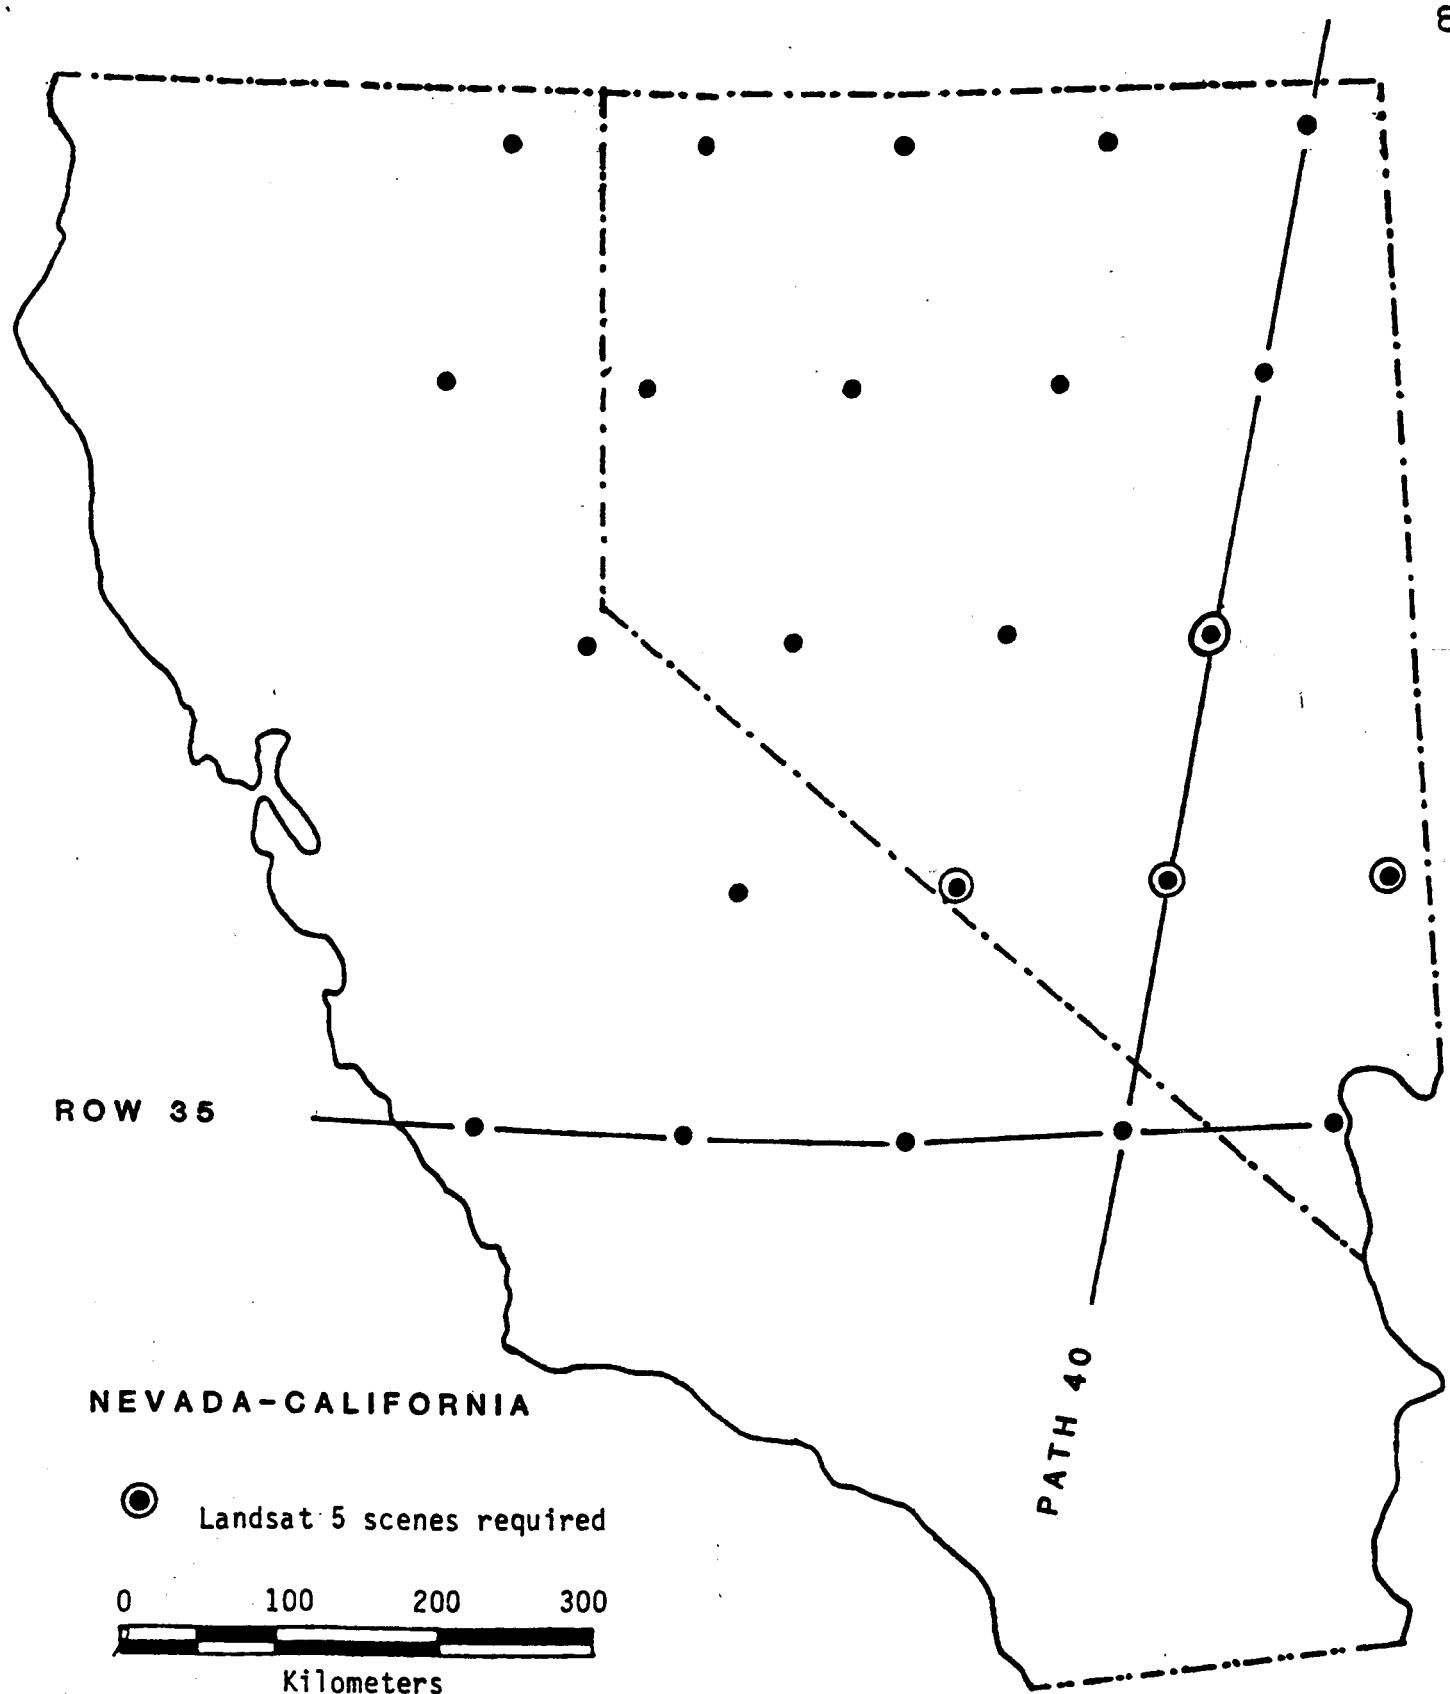 8
ROW 35
PATH 40
NEVADA-CALIFORNIA
Landsat 5 scenes required
0 100 200 300
Kilometers